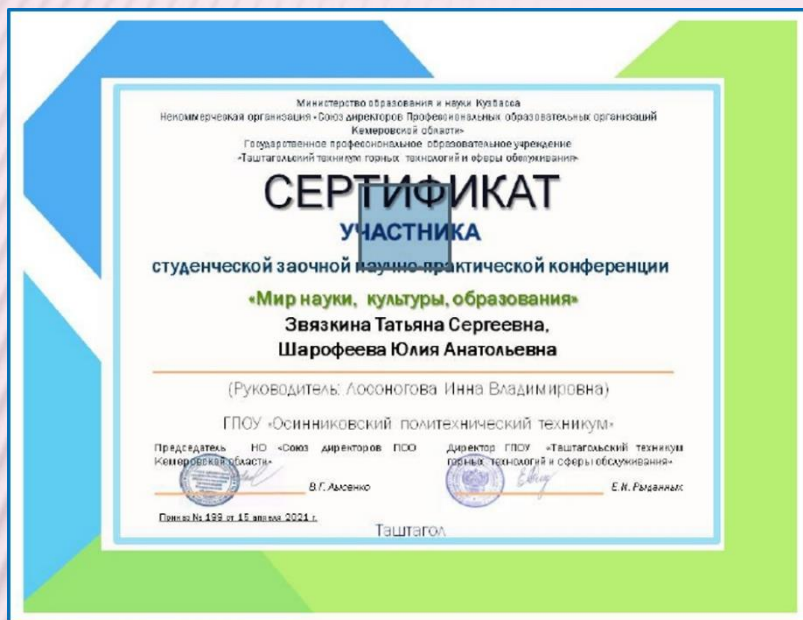 Министерство образования и науки Кузбасса
Некоммерческая организация «Союз директоров Профессиональных образовательных организаций
Кемеровской области»
Государственное профессиональное образовательное учреждение
«Таштагольский техникум горных технологий и сферы обслуживания»
СЕРТИФИКАТ
УЧАСТНИКА
студенческой заочной научно-практической конференции
«Мир науки, культуры, образования»
Звязкина Татьяна Сергеевна,
Шарофеева Юлия Анатольевна
(Руководитель: Лосоногова Инна Владимировна)
ГПОУ «Осинниковский политехнический техникум»
Председатель НО «Союз директоров ПОО
Кемеровской области»
В.Г. Лысенко
Директор ГПОУ «Таштагольский техникум
горных технологий и сферы обслуживания»
Е.Н. Рыданных
Приказ № 199 от 15 апреля 2021 г.
Таштагол